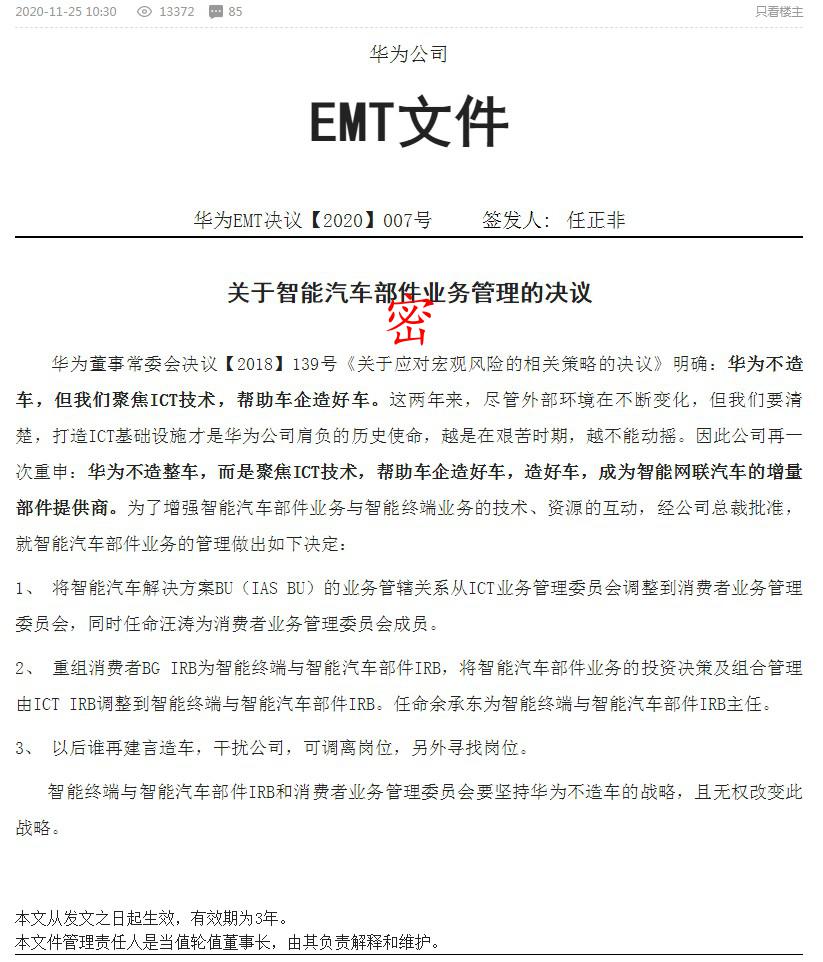 2020-11-25 10:30 13372 85 只看楼主
华为公司
EMT文件
华为EMT决议【2020】007号 签发人: 任正非
关于智能汽车部件业务管理的决议
密
华为董事常委会决议【2018】139号《关于应对宏观风险的相关策略的决议》明确：华为不造
车，但我们聚焦ICT技术，帮助车企造好车。这两年来，尽管外部环境在不断变化，但我们要清
楚，打造ICT基础设施才是华为公司肩负的历史使命，越是在艰苦时期，越不能动摇。因此公司再一
次重申：华为不造整车，而是聚焦ICT技术，帮助车企造好车，造好车，成为智能网联汽车的增量
部件提供商。为了增强智能汽车部件业务与智能终端业务的技术、资源的互动，经公司总裁批准，
就智能汽车部件业务的管理做出如下决定：
1、 将智能汽车解决方案BU（IAS BU）的业务管辖关系从ICT业务管理委员会调整到消费者业务管理
委员会，同时任命汪涛为消费者业务管理委员会成员。
2、 重组消费者BG IRB为智能终端与智能汽车部件IRB，将智能汽车部件业务的投资决策及组合管理
由ICT IRB调整到智能终端与智能汽车部件IRB。任命余承东为智能终端与智能汽车部件IRB主任。
3、 以后谁再建言造车，干扰公司，可调离岗位，另外寻找岗位。
智能终端与智能汽车部件IRB和消费者业务管理委员会要坚持华为不造车的战略，且无权改变此
战略。
本文从发文之日起生效，有效期为3年。
本文件管理责任人是当值轮值董事长，由其负责解释和维护。